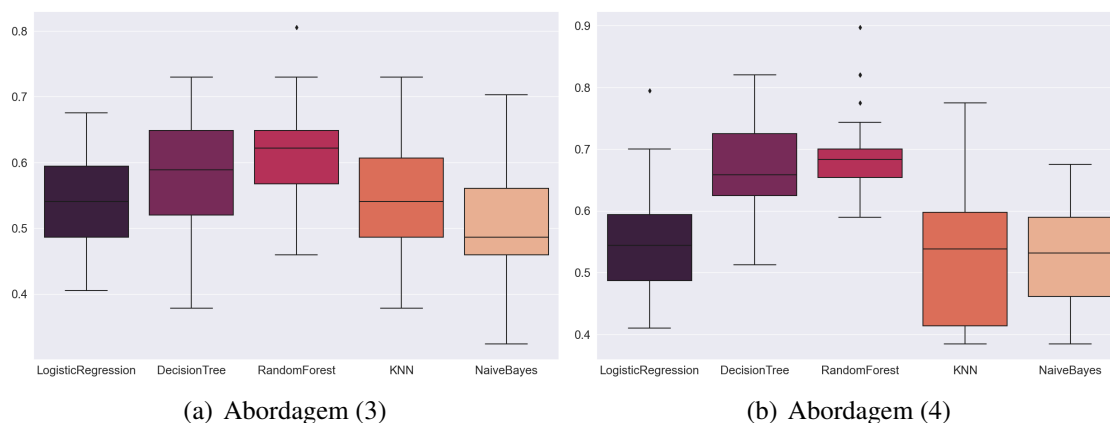 0.8
0.7
0.6
0.5
0.4
LogisticRegression DecisionTree RandomForest KNN NaiveBayes
(a) Abordagem (3)
0.9
0.8
0.7
0.6
0.5
0.4
LogisticRegression DecisionTree RandomForest KNN NaiveBayes
(b) Abordagem (4)